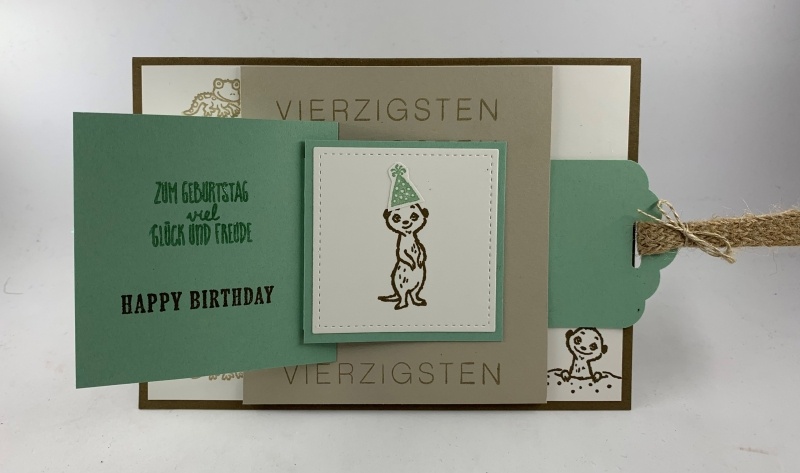 VIERZIGSTEN
ZUM GEBURTSTAG
viel
GLÜCK UND FREUDE
HAPPY BIRTHDAY
VIERZIGSTEN